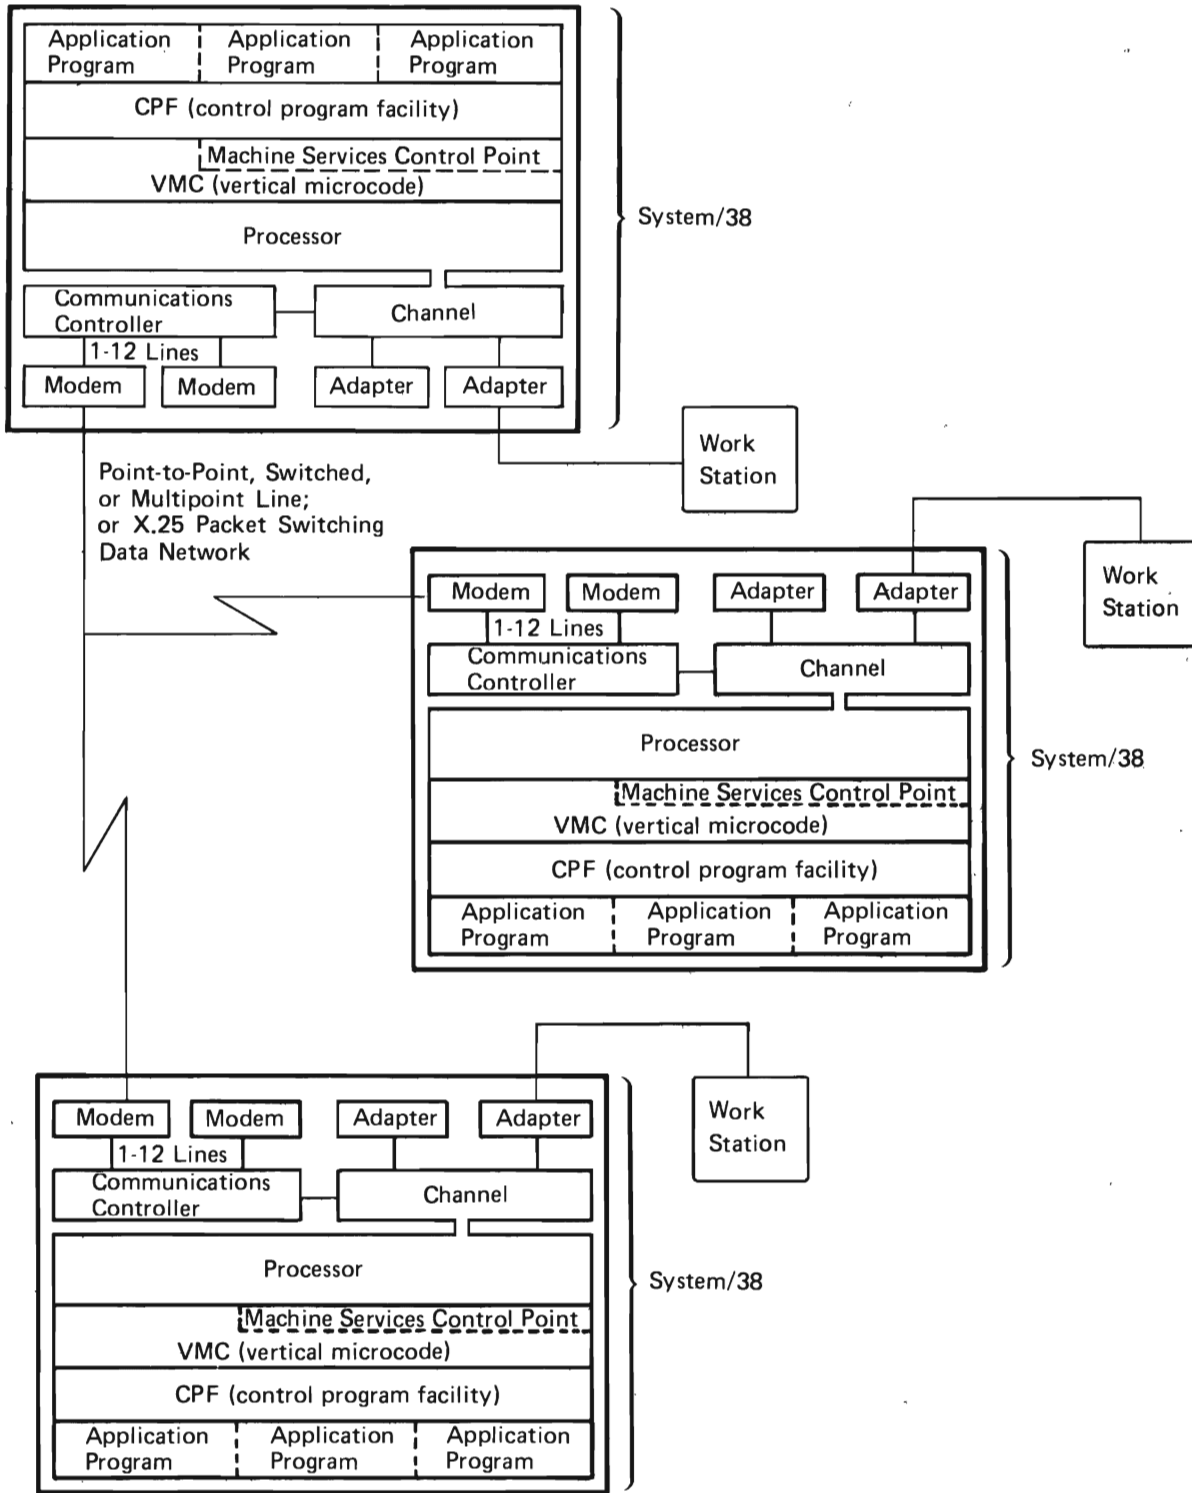 Application Program
Application Program
Application Program
CPF (control program facility)
Machine Services Control Point
VMC (vertical microcode)
Processor
System/38
Communications Controller
Channel
1-12 Lines
Modem
Modem
Adapter
Adapter
Work
Station
Point-to-Point, Switched,
or Multipoint Line;
or X.25 Packet Switching
Data Network
Work
Station
Modem
Modem
Adapter
Adapter
1-12 Lines
Communications
Controller
Channel
Processor
System/38
Machine Services Control Point
VMC (vertical microcode)
CPF (control program facility)
Application
Program
Application
Program
Application
Program
Work
Station
Modem
Modem
Adapter
Adapter
1-12 Lines
Communications
Controller
Channel
Processor
System/38
Machine Services Control Point
VMC (vertical microcode)
CPF (control program facility)
Application
Program
Application
Program
Application
Program